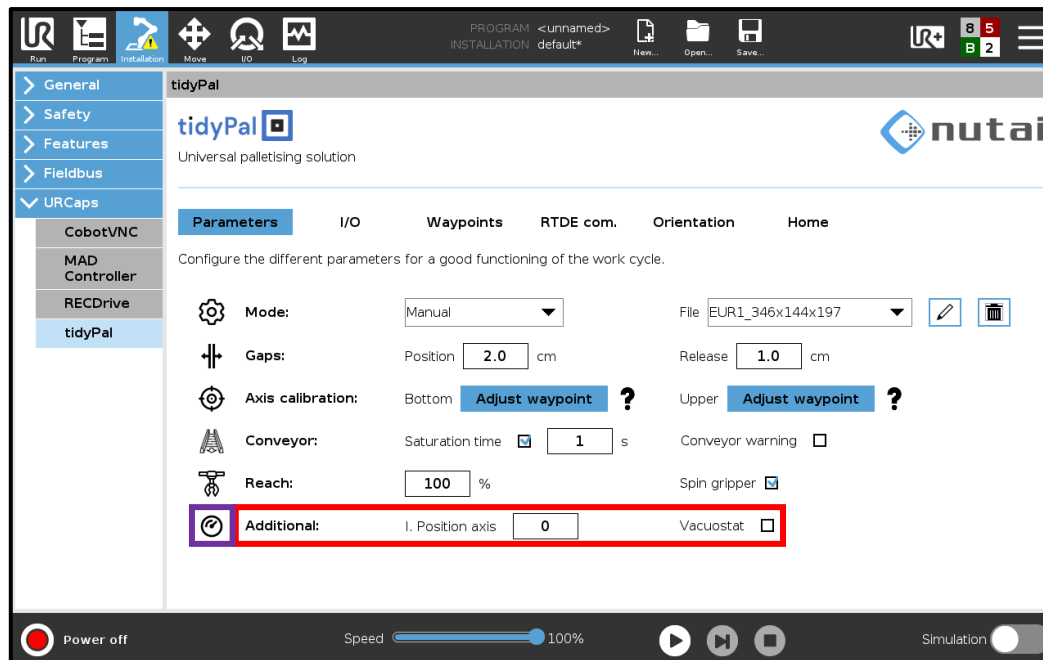 PROGRAM <unnamed>
INSTALLATION default*
Run Program Installation Move I/O Log New... Open... Save...
UR+
8 5
B 2
General
Safety
Features
Fieldbus
URCaps
CobotVNC
MAD
Controller
RECDrive
tidyPal
tidyPal
tidyPal
nutai
Universal palletising solution
Parameters I/O Waypoints RTDE com. Orientation Home
Configure the different parameters for a good functioning of the work cycle.
Mode: Manual File EUR1_346x144x197
Gaps: Position 2.0 cm Release 1.0 cm
Axis calibration: Bottom Adjust waypoint ? Upper Adjust waypoint ?
Conveyor: Saturation time 1 s Conveyor warning
Reach: 100 % Spin gripper
Additional: I. Position axis 0 Vacuostat
Power off Speed 100% Simulation